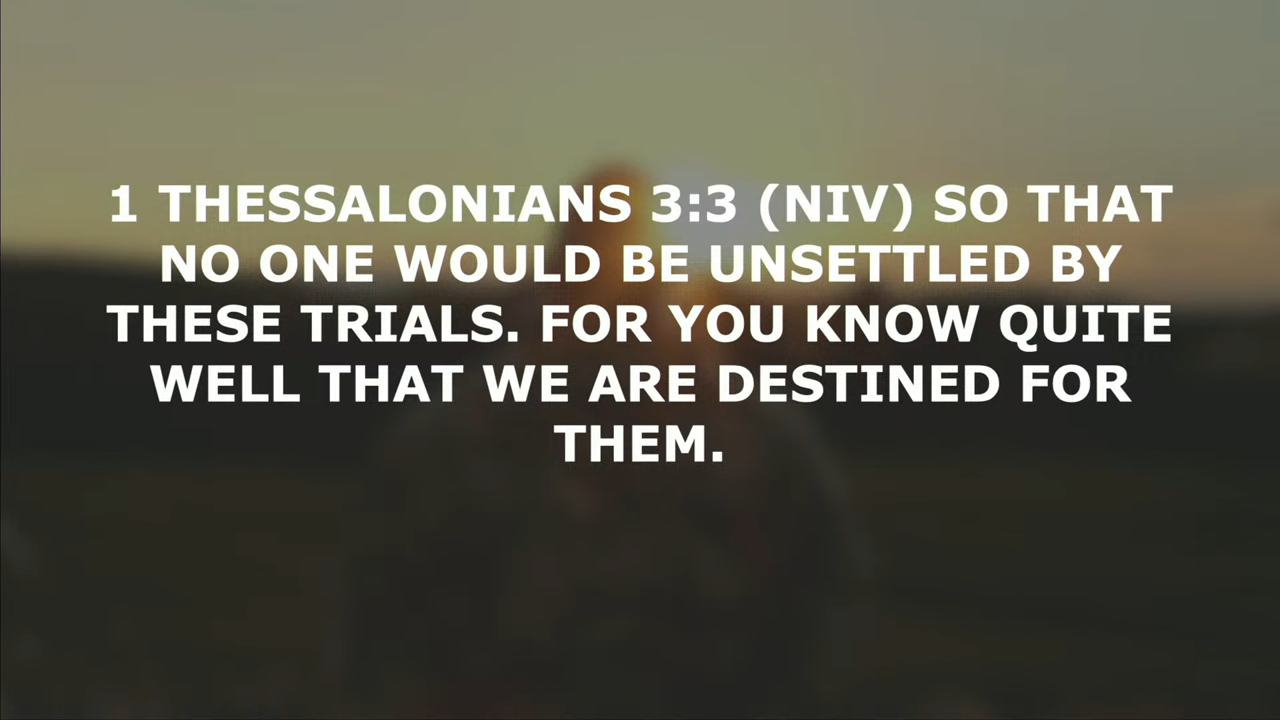 1 THESSALONIANS 3:3 (NIV) SO THAT
NO ONE WOULD BE UNSETTLED BY
THESE TRIALS. FOR YOU KNOW QUITE
WELL THAT WE ARE DESTINED FOR
THEM.